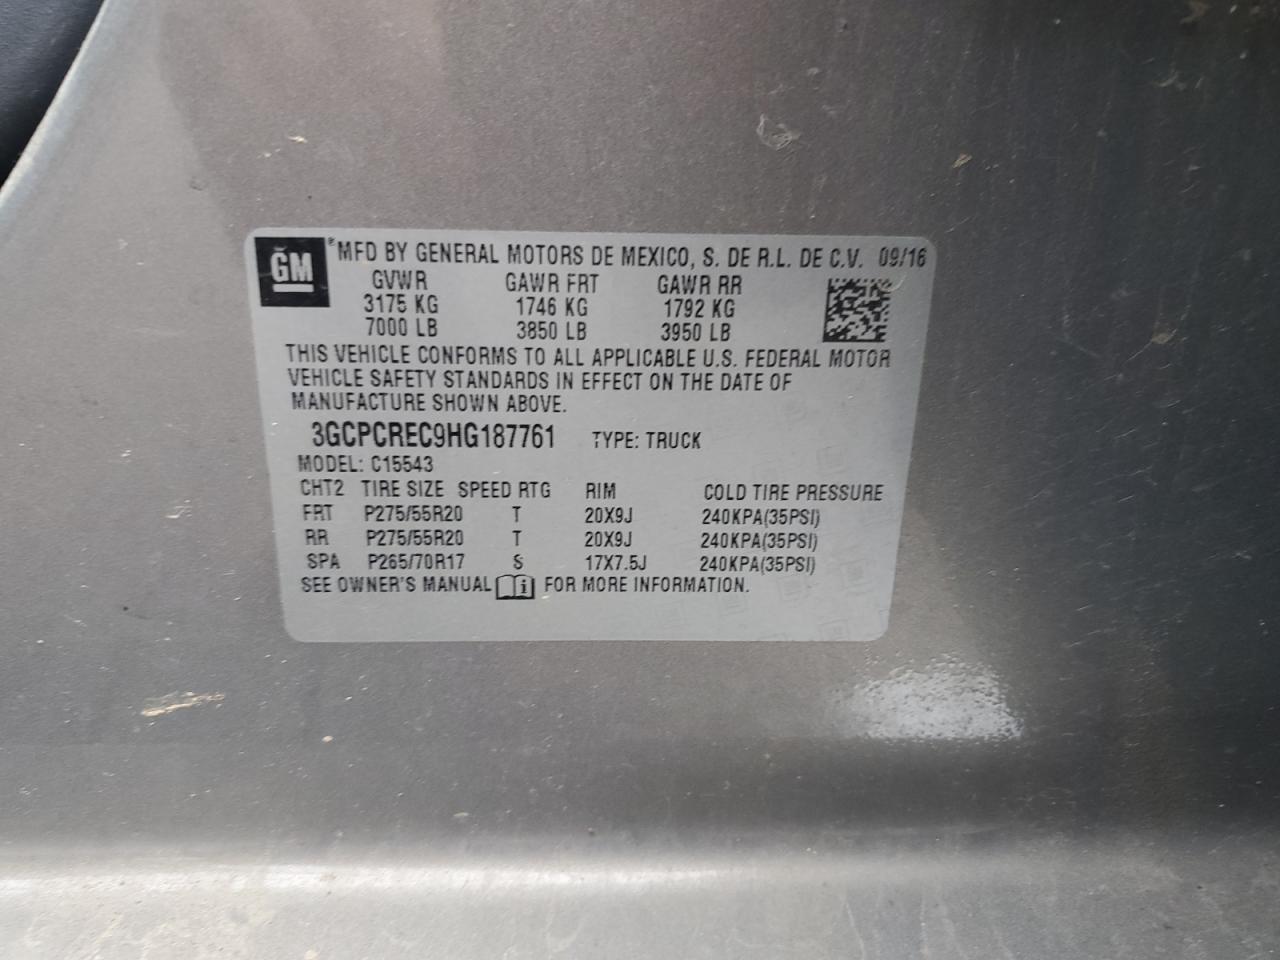 GM ® MFD BY GENERAL MOTORS DE MEXICO, S. DE R.L. DE C.V. 09/16
GVWR GAWR FRT GAWR RR
3175 KG 1746 KG 1792 KG
7000 LB 3850 LB 3950 LB
THIS VEHICLE CONFORMS TO ALL APPLICABLE U.S. FEDERAL MOTOR
VEHICLE SAFETY STANDARDS IN EFFECT ON THE DATE OF
MANUFACTURE SHOWN ABOVE.
3GCPCREC9HG187761 TYPE: TRUCK
MODEL: C15543
CHT2 TIRE SIZE SPEED RTG RIM COLD TIRE PRESSURE
FRT P275/55R20 T 20X9J 240KPA(35PSI)
RR P275/55R20 T 20X9J 240KPA(35PSI)
SPA P265/70R17 S 17X7.5J 240KPA(35PSI)
SEE OWNER'S MANUAL i FOR MORE INFORMATION.